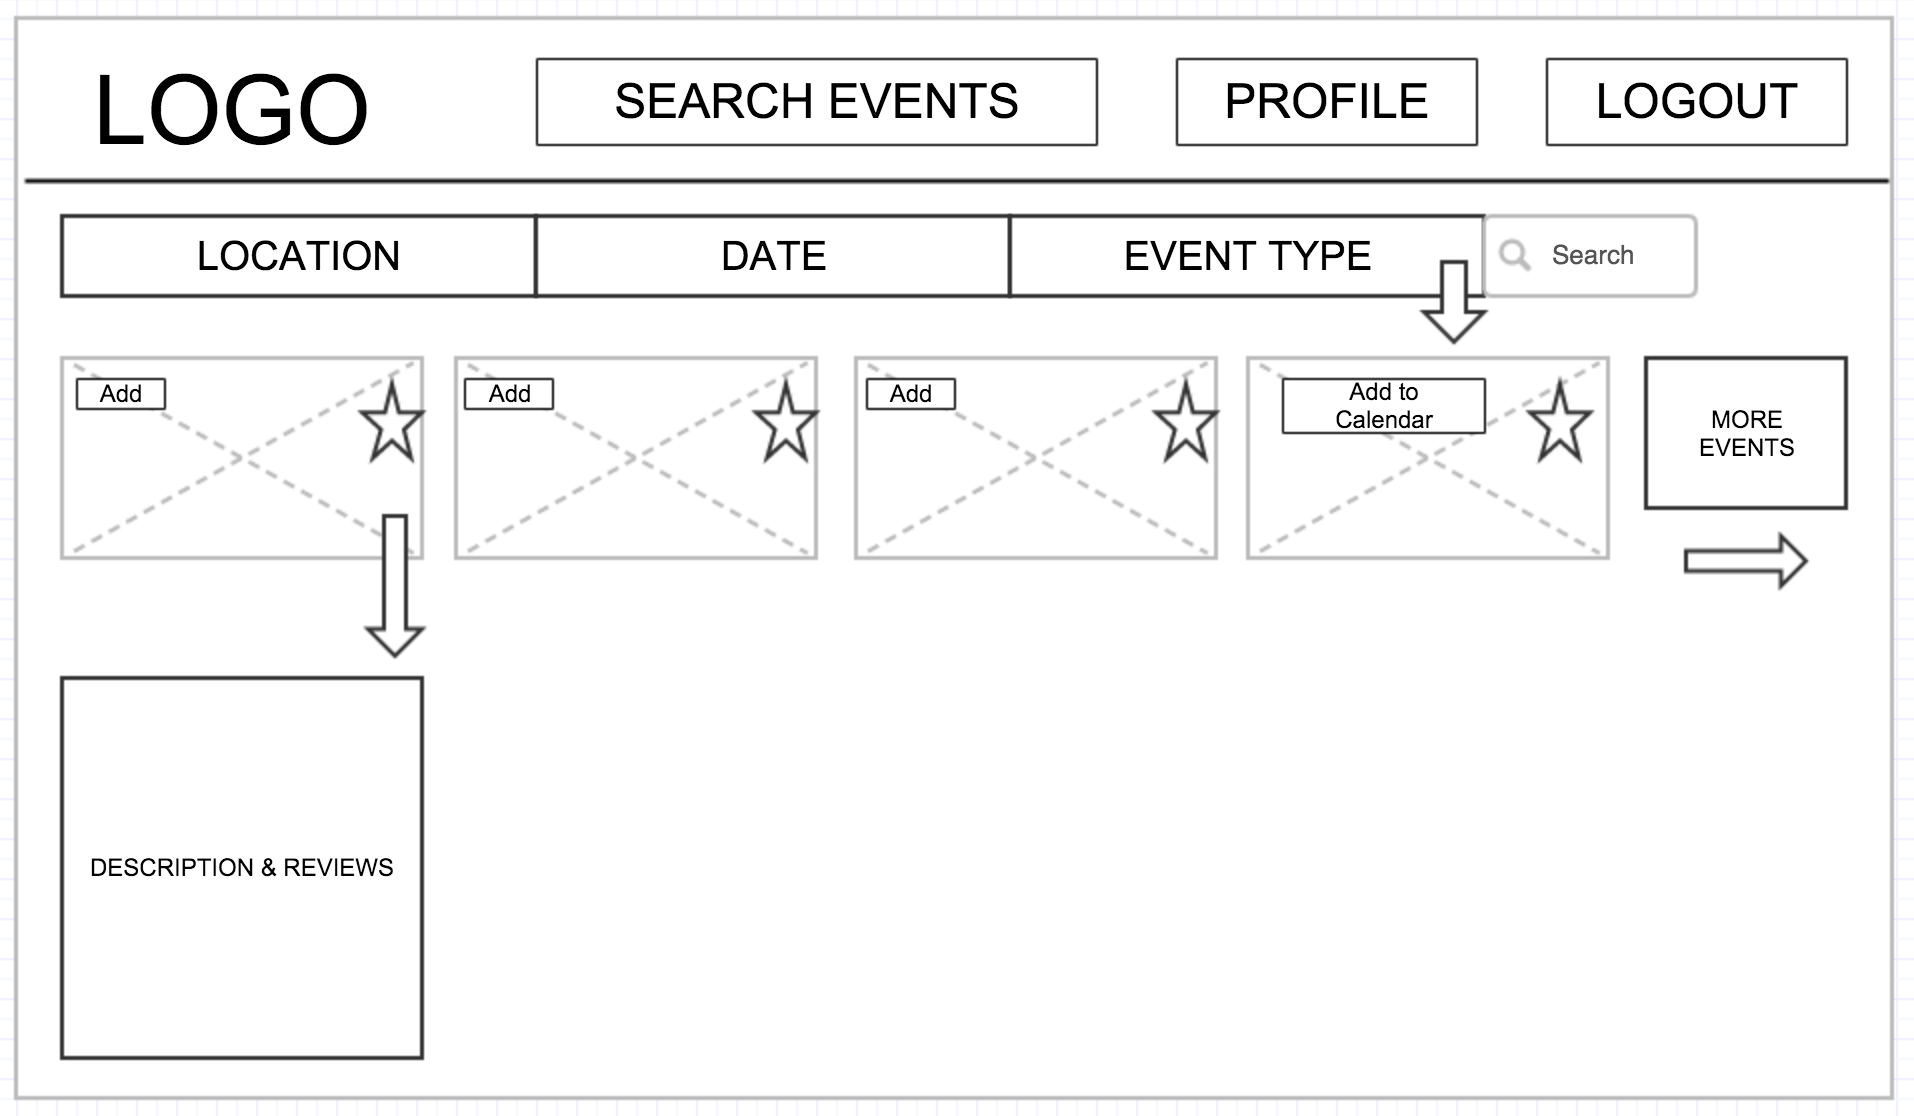 LOGO
SEARCH EVENTS
PROFILE
LOGOUT
LOCATION
DATE
EVENT TYPE
Search
Add
Add
Add
Add to
Calendar
MORE
EVENTS
DESCRIPTION & REVIEWS